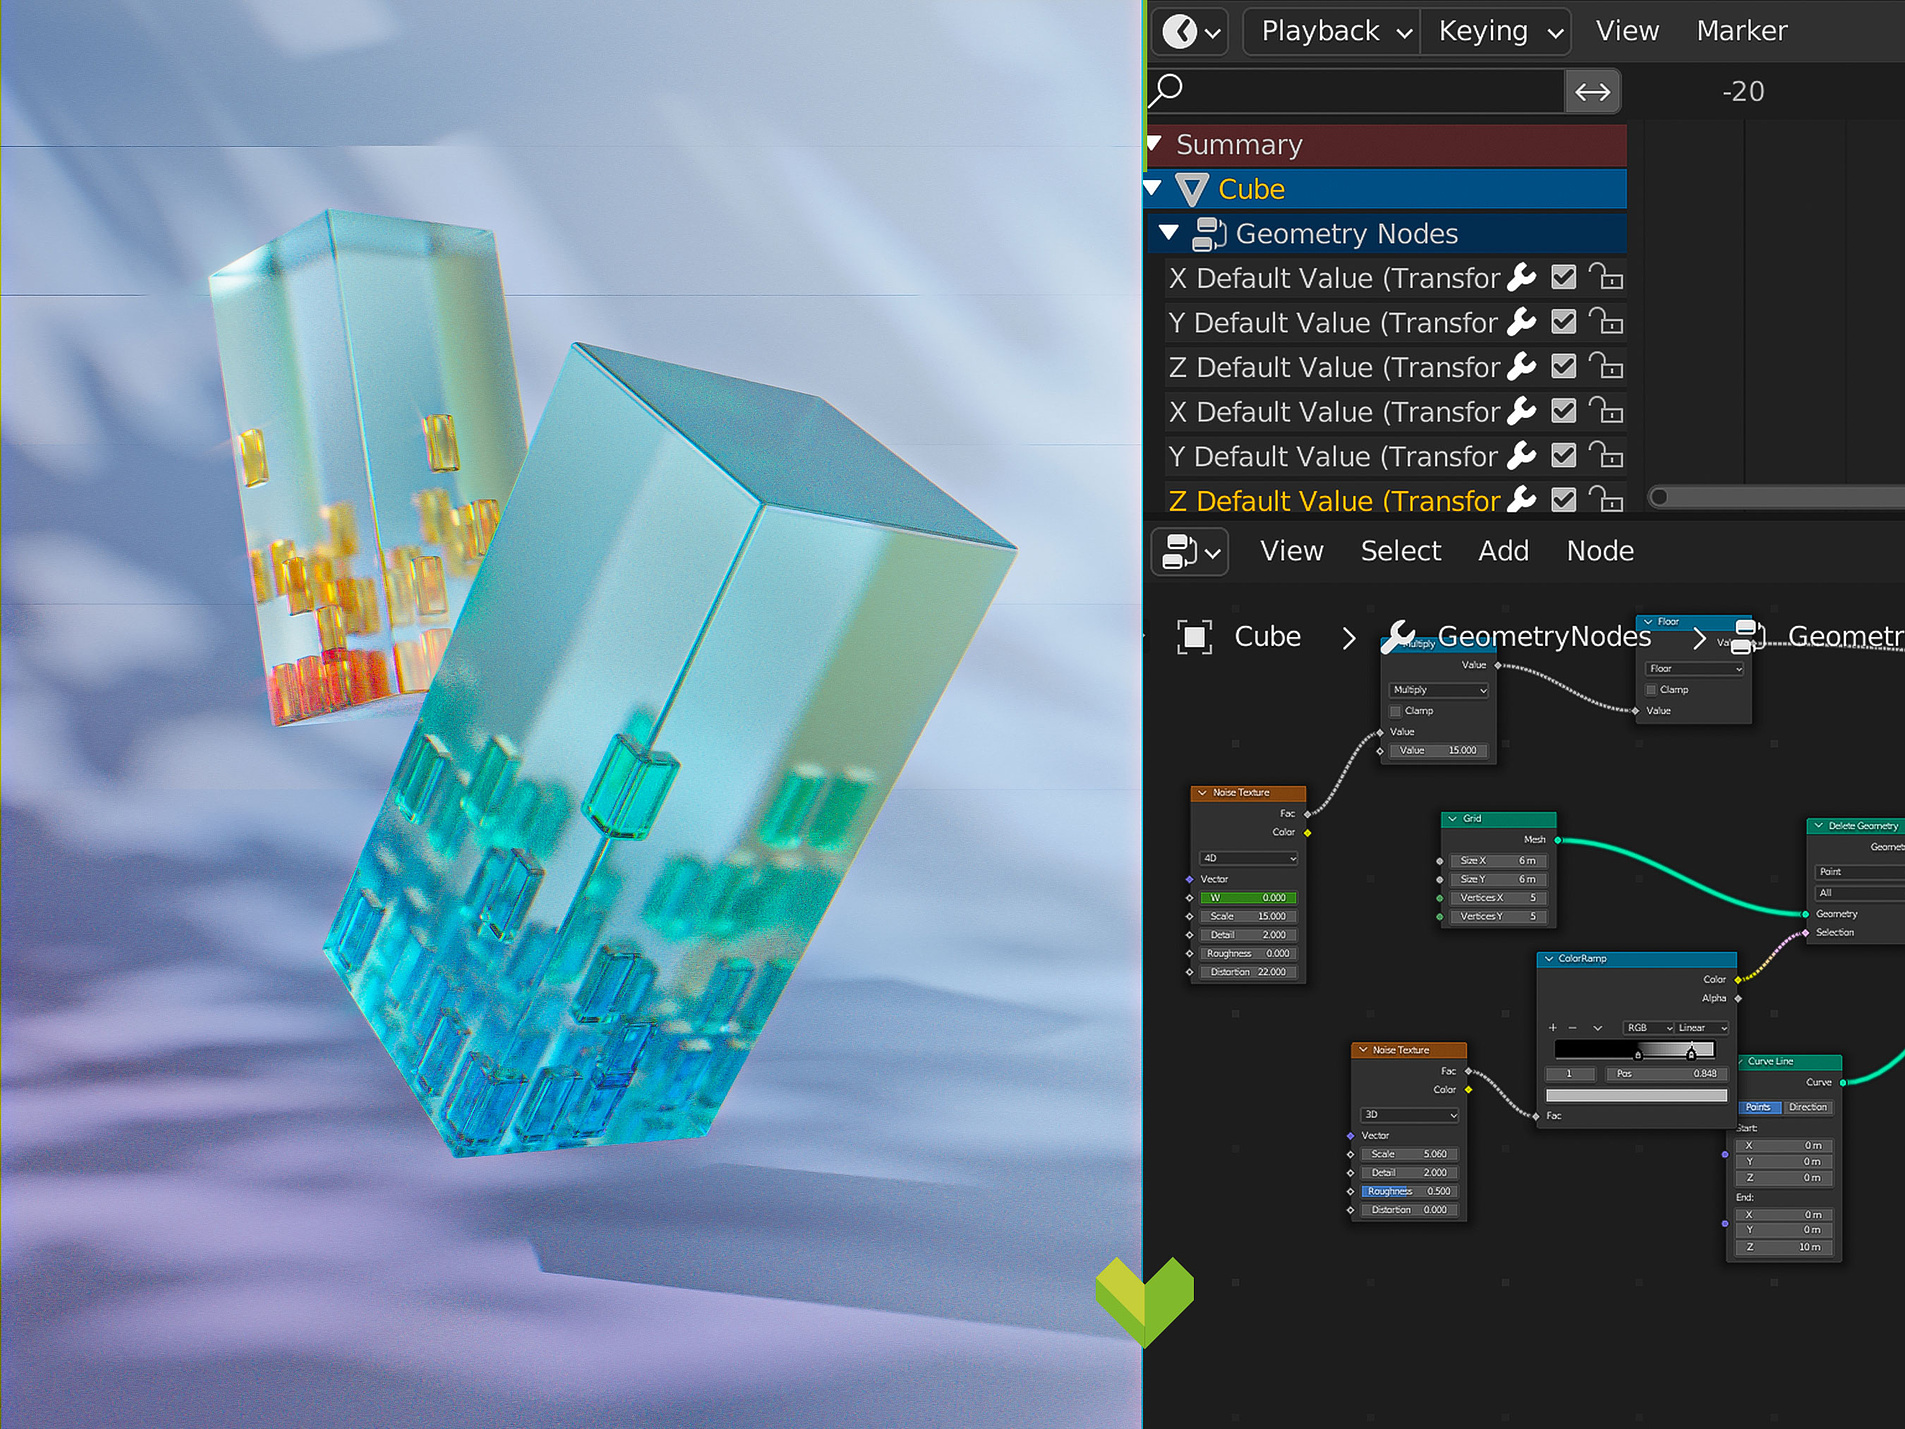 Playback Keying View Marker
-20
Summary
Cube
Geometry Nodes
X Default Value (Transfor
Y Default Value (Transfor
Z Default Value (Transfor
X Default Value (Transfor
Y Default Value (Transfor
Z Default Value (Transfor
View Select Add Node
Cube GeometryNodes Geometr
Multiply
Value
Multiply
Clamp
Value
Value 15.000
Floor
Val
Floor
Clamp
Value
Noise Texture
Fac
Color
4D
Vector
W 0.000
Scale 15.000
Detail 2.000
Roughness 0.000
Distortion 22.000
Grid
Mesh
Size X 6 m
Size Y 6 m
Vertices X 5
Vertices Y 5
Delete Geometry
Geomet
Point
All
Geometry
Selection
ColorRamp
Color
Alpha
+ −
RGB Linear
1 Pos 0.848
Fac
Noise Texture
Fac
Color
3D
Vector
Scale 5.060
Detail 2.000
Roughness 0.500
Distortion 0.000
Curve Line
Curve
Points Direction
Start:
X 0 m
Y 0 m
Z 0 m
End:
X 0 m
Y 0 m
Z 10 m